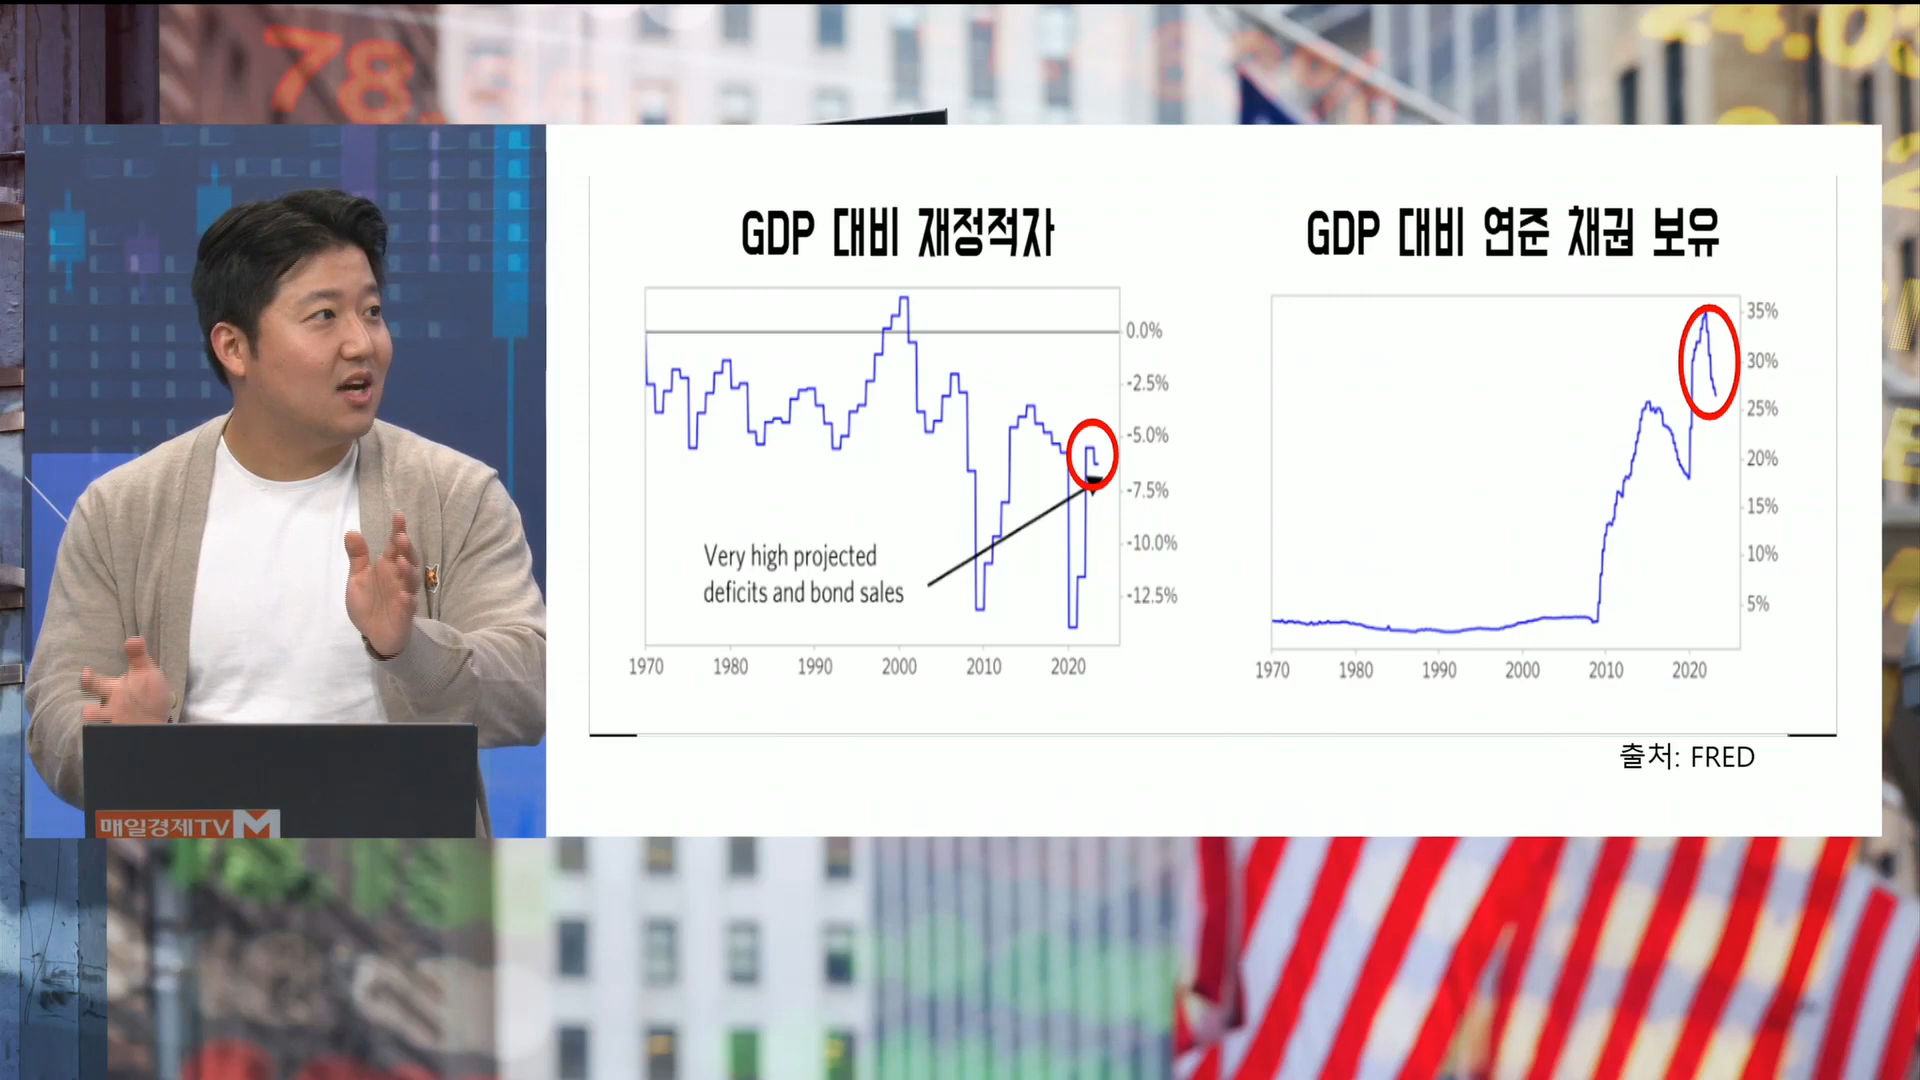 GDP 대비 재정적자
0.0%
-2.5%
-5.0%
-7.5%
-10.0%
-12.5%
Very high projected
deficits and bond sales
1970 1980 1990 2000 2010 2020
GDP 대비 연준 채권 보유
35%
30%
25%
20%
15%
10%
5%
1970 1980 1990 2000 2010 2020
출처: FRED
매일경제TV M